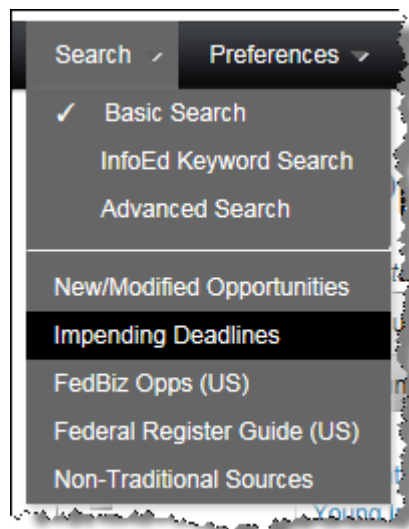 Search Preferences
Basic Search
InfoEd Keyword Search
Advanced Search
New/Modified Opportunities
Impending Deadlines
FedBiz Opps (US)
Federal Register Guide (US)
Non-Traditional Sources
Young